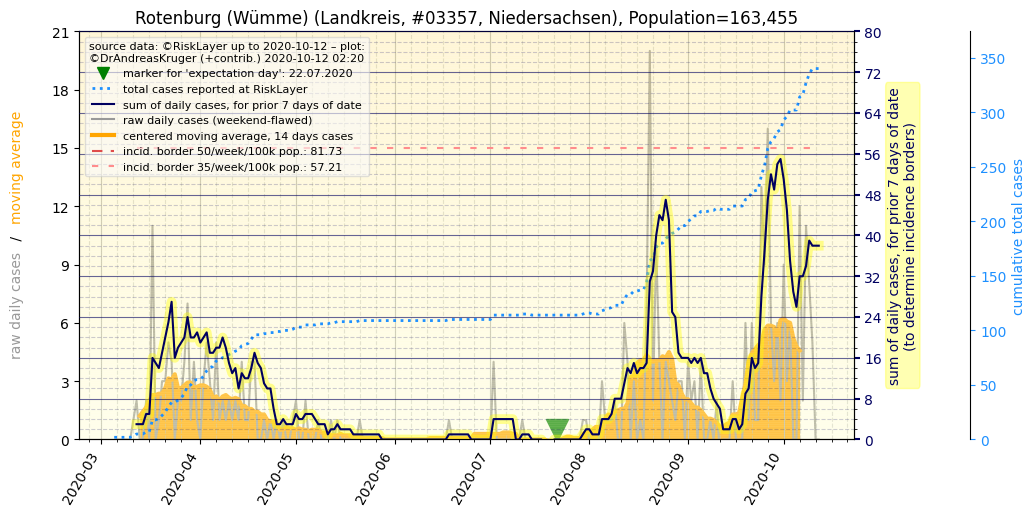 Rotenburg (Wümme) (Landkreis, #03357, Niedersachsen), Population=163,455
source data: ©RiskLayer up to 2020-10-12 – plot:
©DrAndreasKruger (+contrib.) 2020-10-12 02:20
marker for 'expectation day': 22.07.2020
total cases reported at RiskLayer
sum of daily cases, for prior 7 days of date
raw daily cases (weekend-flawed)
centered moving average, 14 days cases
incid. border 50/week/100k pop.: 81.73
incid. border 35/week/100k pop.: 57.21
raw daily cases / moving average
21
18
15
12
9
6
3
0
80
72
64
56
48
40
32
24
16
8
0
sum of daily cases, for prior 7 days of date
(to determine incidence borders)
350
300
250
200
150
100
50
0
cumulative total cases
2020-03
2020-04
2020-05
2020-06
2020-07
2020-08
2020-09
2020-10